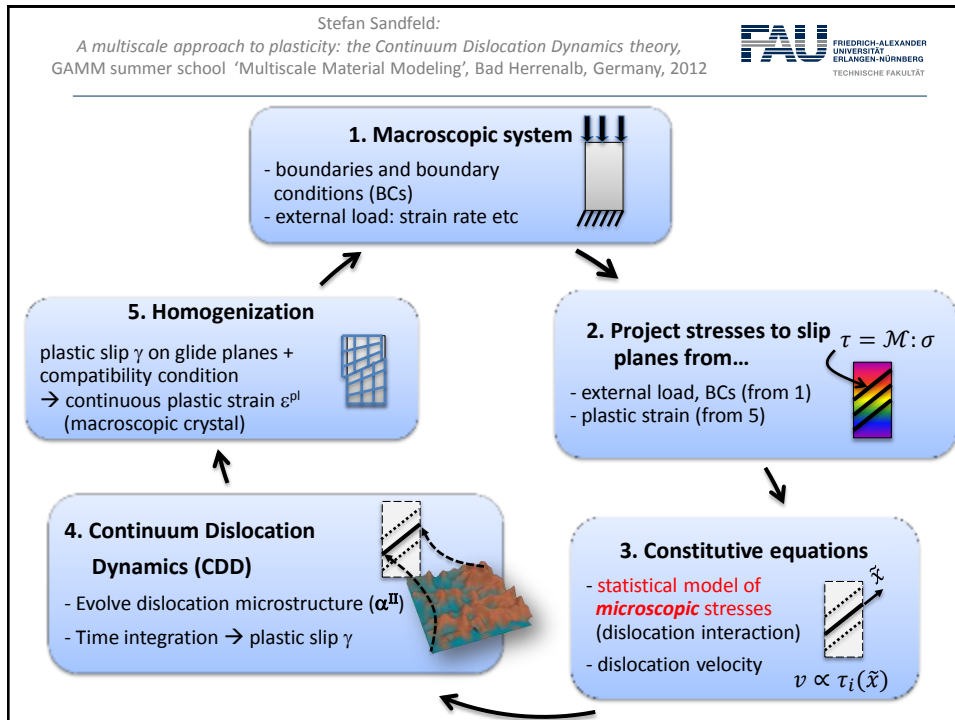 Stefan Sandfeld:
A multiscale approach to plasticity: the Continuum Dislocation Dynamics theory,
GAMM summer school ‘Multiscale Material Modeling’, Bad Herrenalb, Germany, 2012
FAU
FRIEDRICH-ALEXANDER
UNIVERSITÄT
ERLANGEN-NÜRNBERG
TECHNISCHE FAKULTÄT
1. Macroscopic system
- boundaries and boundary
conditions (BCs)
- external load: strain rate etc
2. Project stresses to slip
planes from…
τ = ℳ: σ
- external load, BCs (from 1)
- plastic strain (from 5)
3. Constitutive equations
- statistical model of
microscopic stresses
(dislocation interaction)
- dislocation velocity
x̃
v ∝ τᵢ(x̃)
4. Continuum Dislocation
Dynamics (CDD)
- Evolve dislocation microstructure (αᴵᴵ)
- Time integration → plastic slip γ
5. Homogenization
plastic slip γ on glide planes +
compatibility condition
→ continuous plastic strain εᵖˡ
(macroscopic crystal)